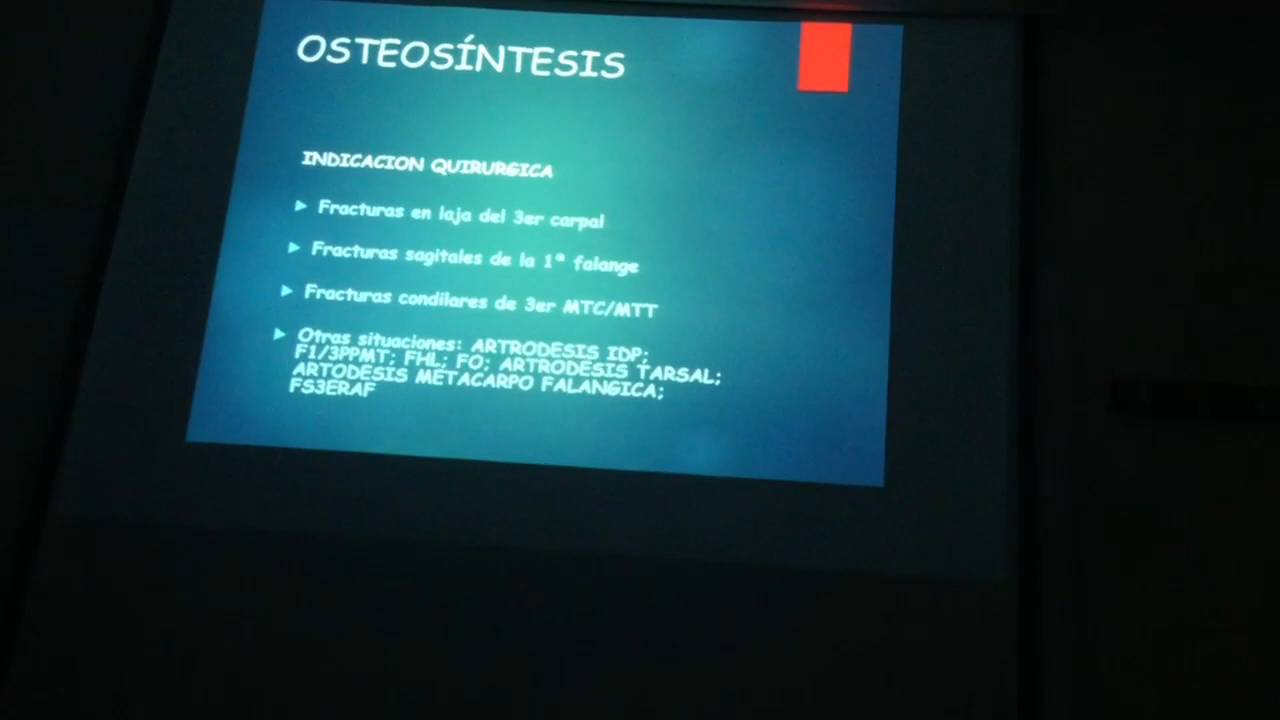 OSTEOSÍNTESIS
INDICACION QUIRURGICA
Fracturas en laja del 3er carpal
Fracturas sagitales de la 1ª falange
Fracturas condilares de 3er MTC/MTT
Otras situaciones: ARTRODESIS IDP;
F1/3PPMT; FHL; FO; ARTRODESIS TARSAL;
ARTODESIS METACARPO FALANGICA;
FS3ERAF